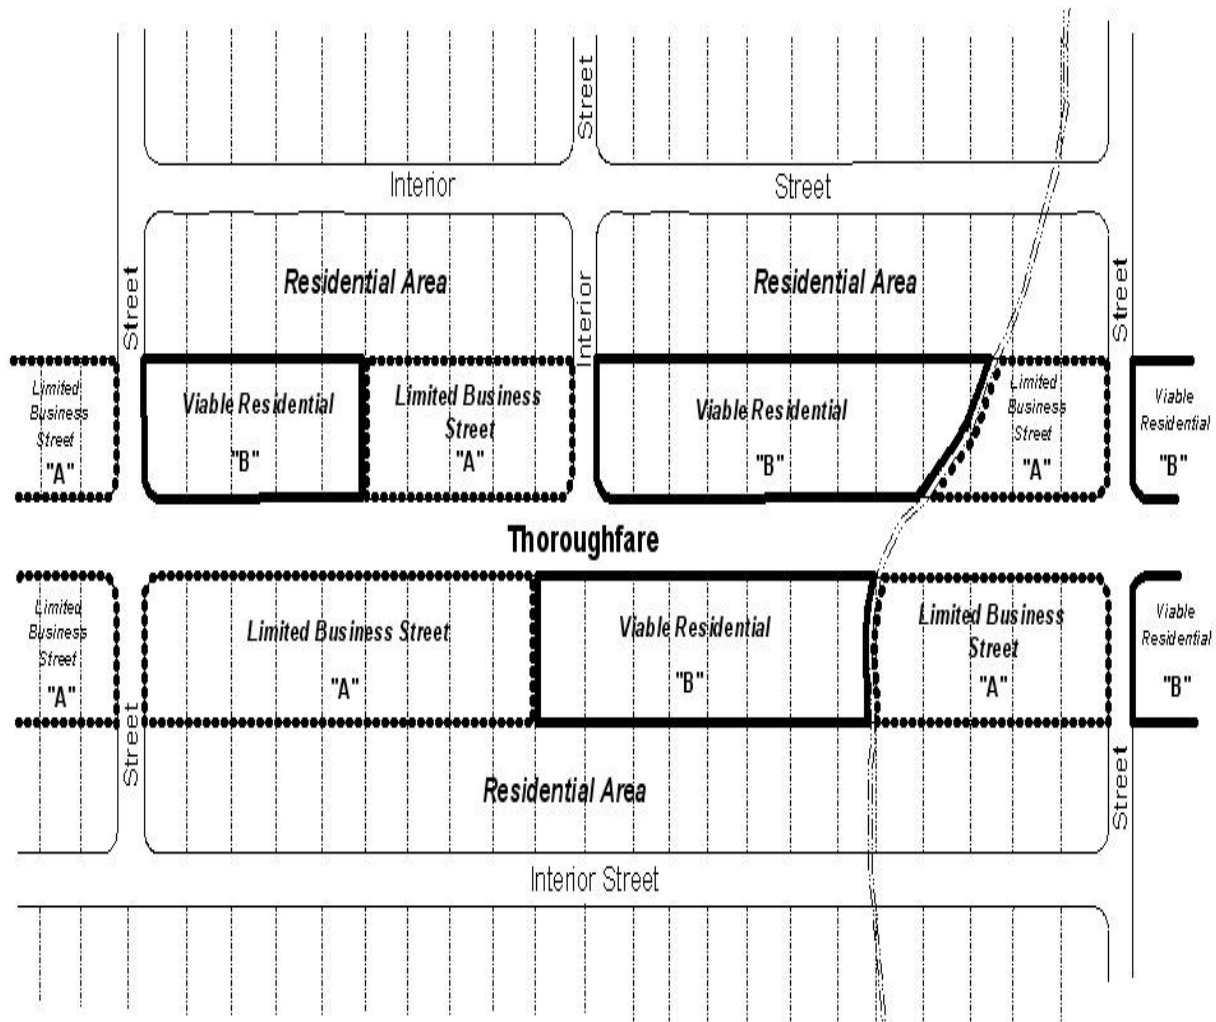 Street
Interior
Street
Residential Area
Residential Area
Street
Interior
Street
Limited
Business
Street
"A"
Viable Residential
"B"
Limited Business
Street
"A"
Viable Residential
"B"
Limited
Business
Street
"A"
Viable
Residential
"B"
Thoroughfare
Limited
Business
Street
"A"
Limited Business Street
"A"
Viable Residential
"B"
Limited Business
Street
"A"
Viable
Residential
"B"
Street
Residential Area
Street
Interior Street